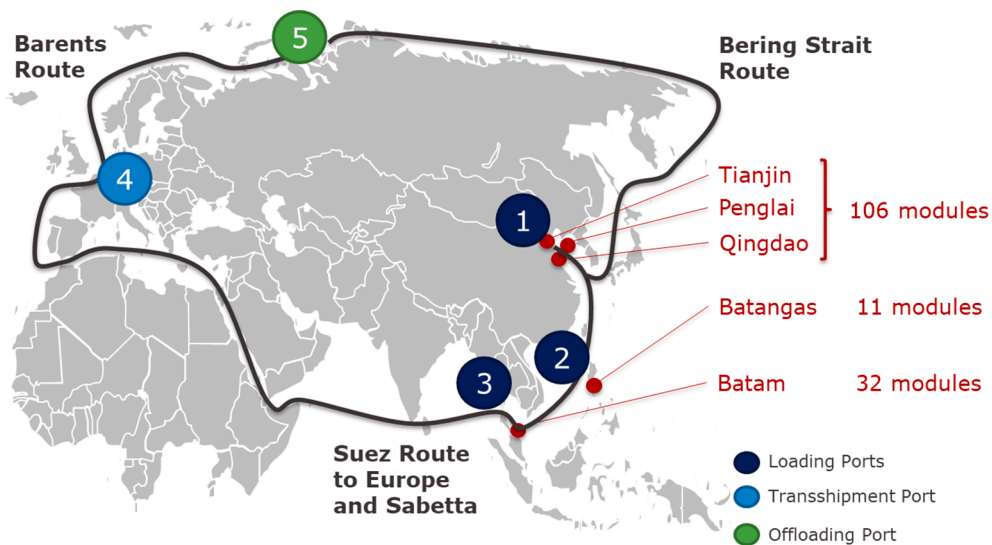 Barents
Route
5
Bering Strait
Route
4
Tianjin
1
Penglai
106 modules
Qingdao
Batangas 11 modules
2
3
Batam 32 modules
Suez Route
to Europe
and Sabetta
Loading Ports
Transshipment Port
Offloading Port